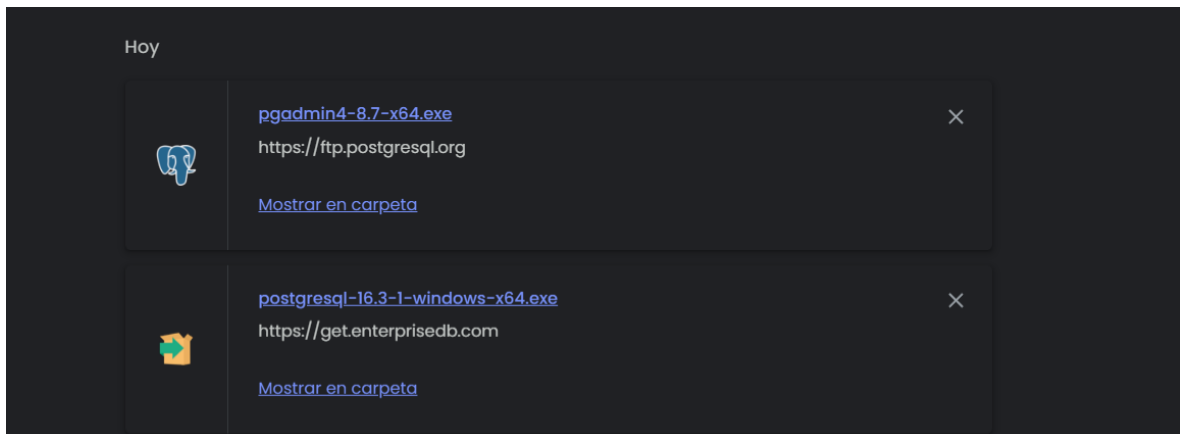 Hoy
pgadmin4-8.7-x64.exe
https://ftp.postgresql.org
Mostrar en carpeta
postgresql-16.3-1-windows-x64.exe
https://get.enterprisedb.com
Mostrar en carpeta